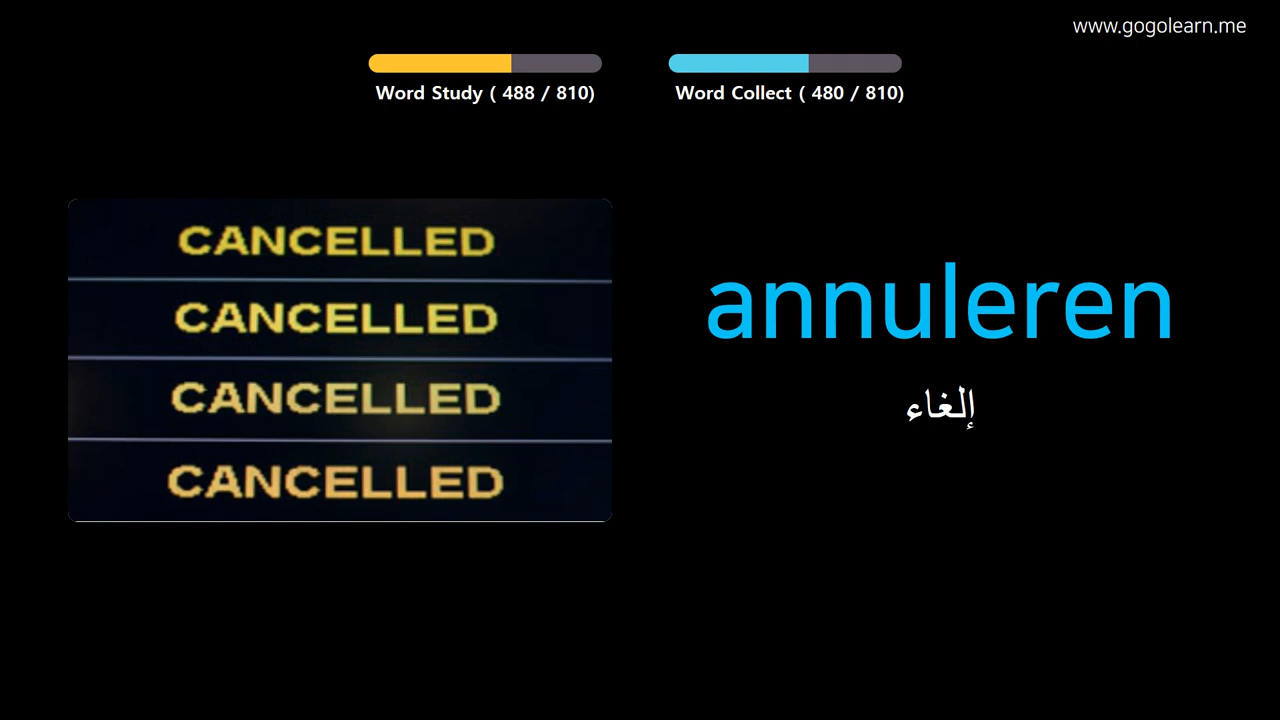 www.gogolearn.me
Word Study ( 488 / 810)
Word Collect ( 480 / 810)
CANCELLED
CANCELLED
CANCELLED
CANCELLED
annuleren
إلغاء